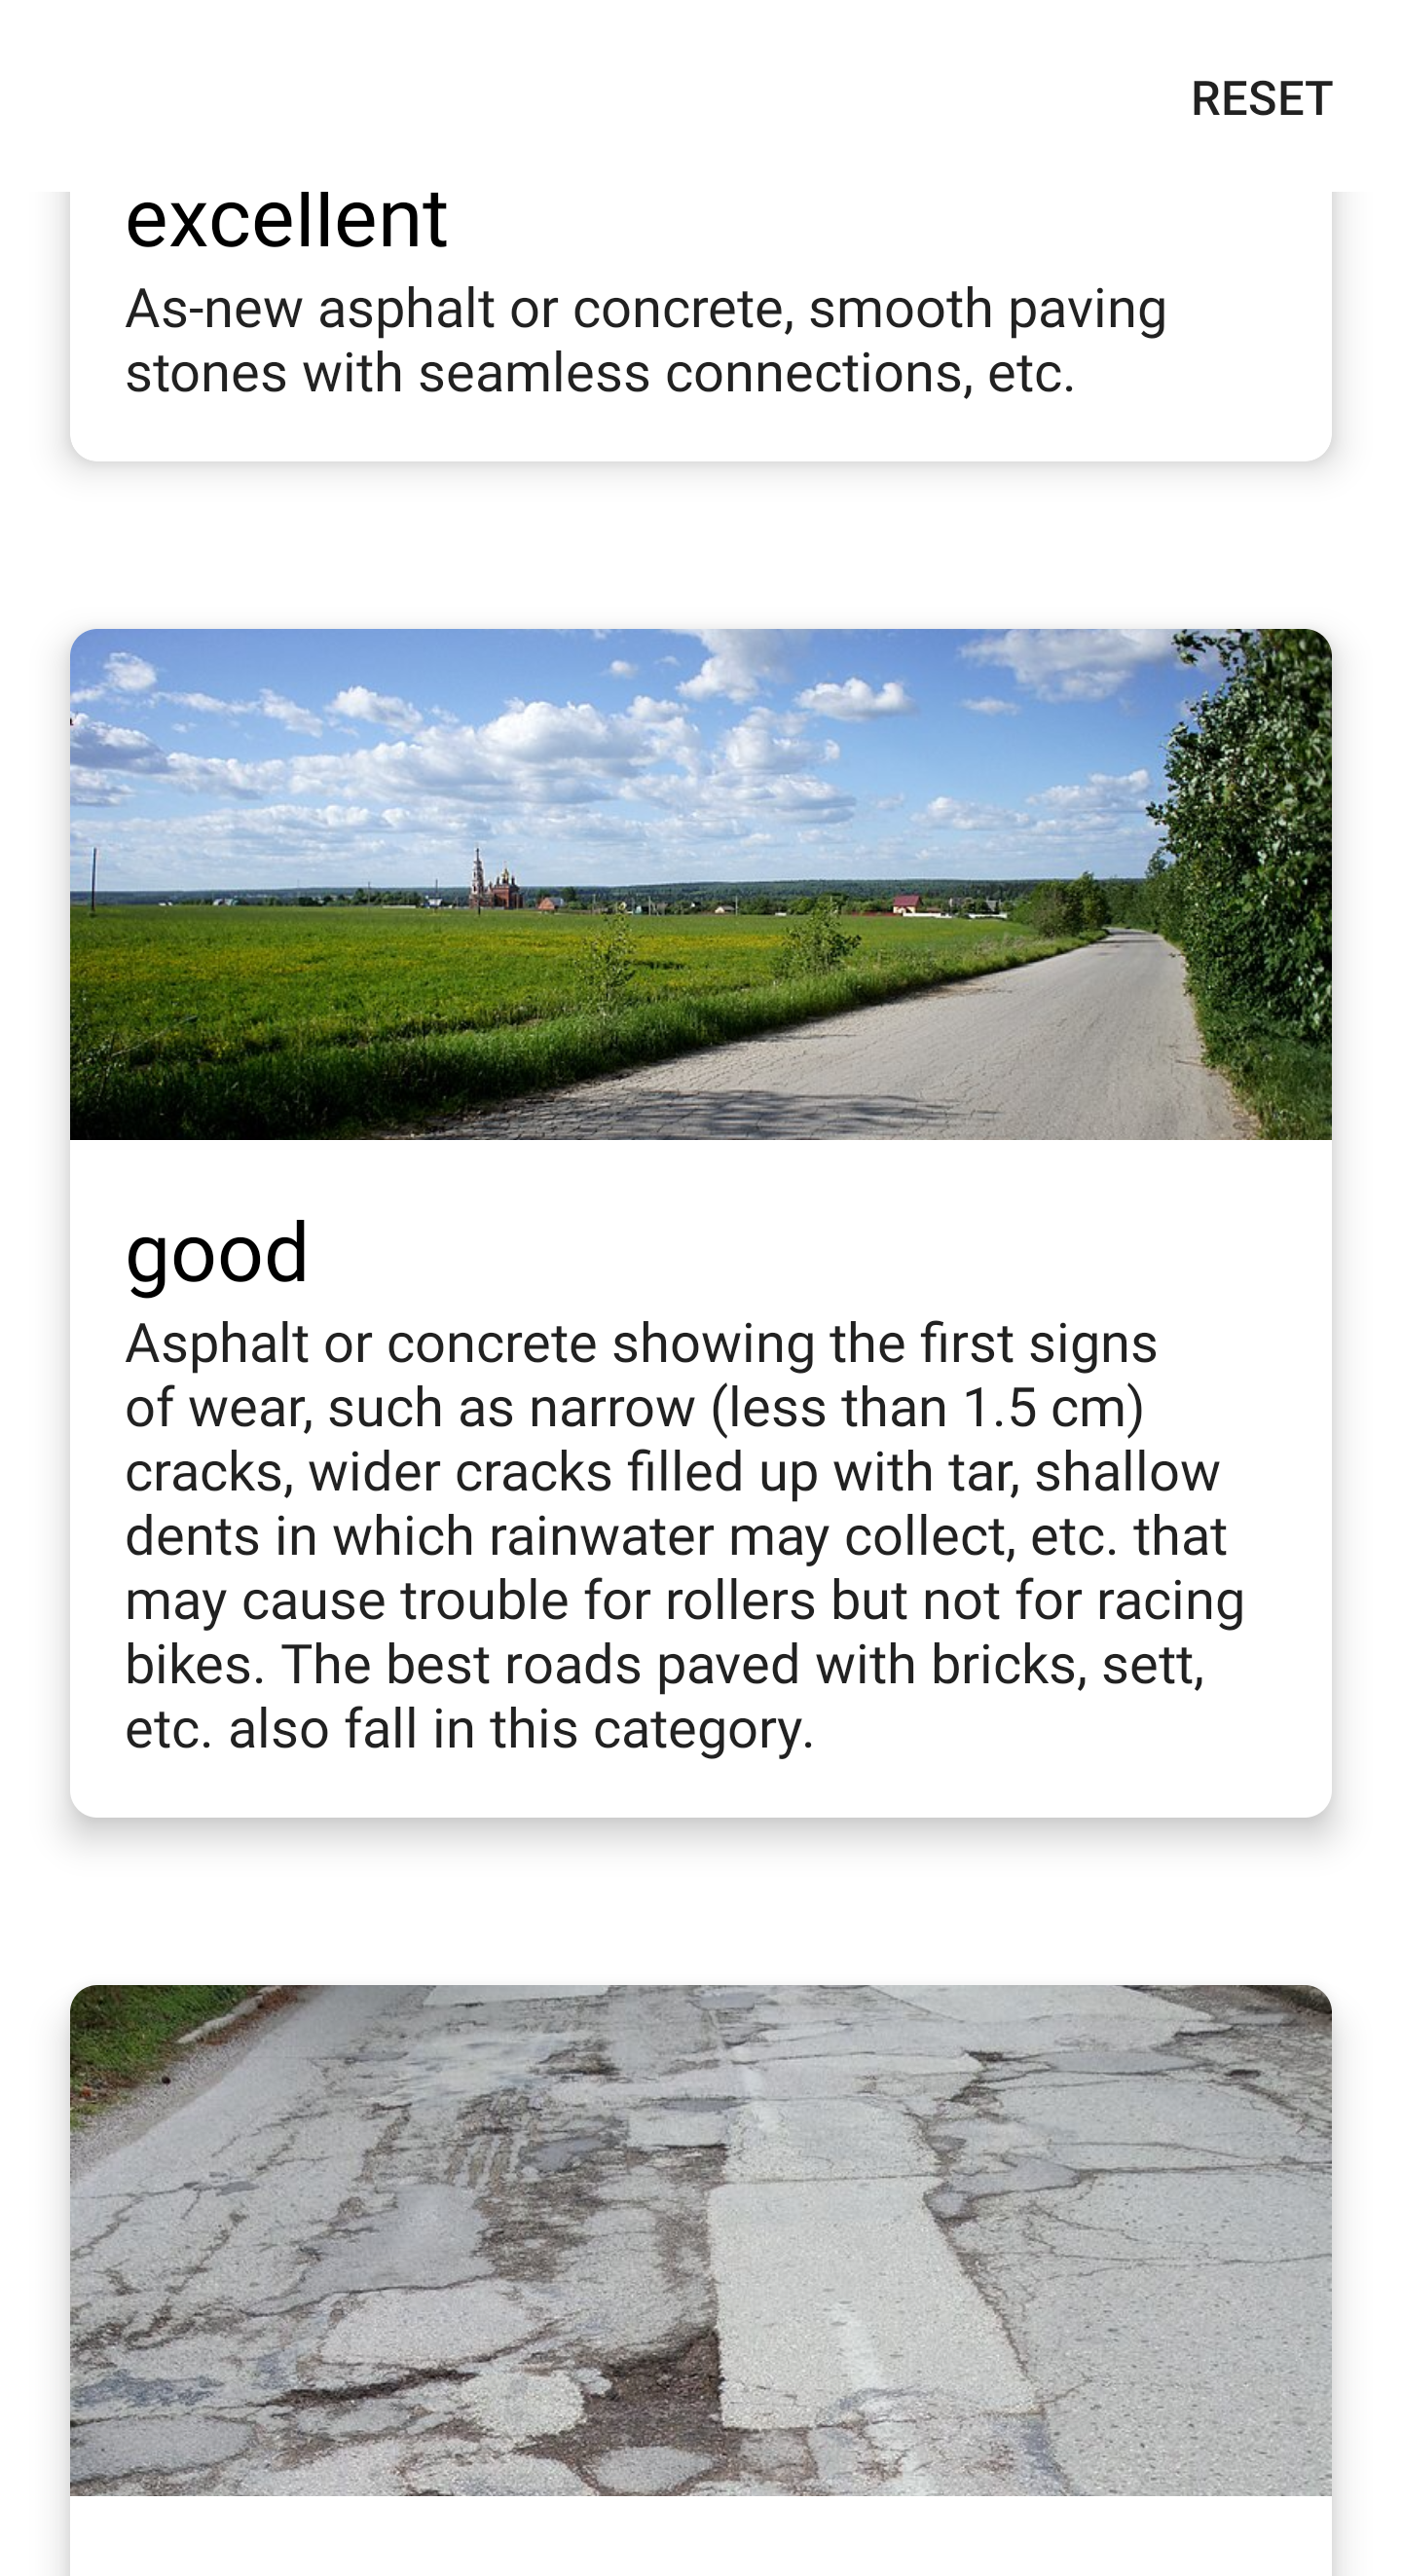 RESET
excellent
As-new asphalt or concrete, smooth paving
stones with seamless connections, etc.
good
Asphalt or concrete showing the first signs
of wear, such as narrow (less than 1.5 cm)
cracks, wider cracks filled up with tar, shallow
dents in which rainwater may collect, etc. that
may cause trouble for rollers but not for racing
bikes. The best roads paved with bricks, sett,
etc. also fall in this category.